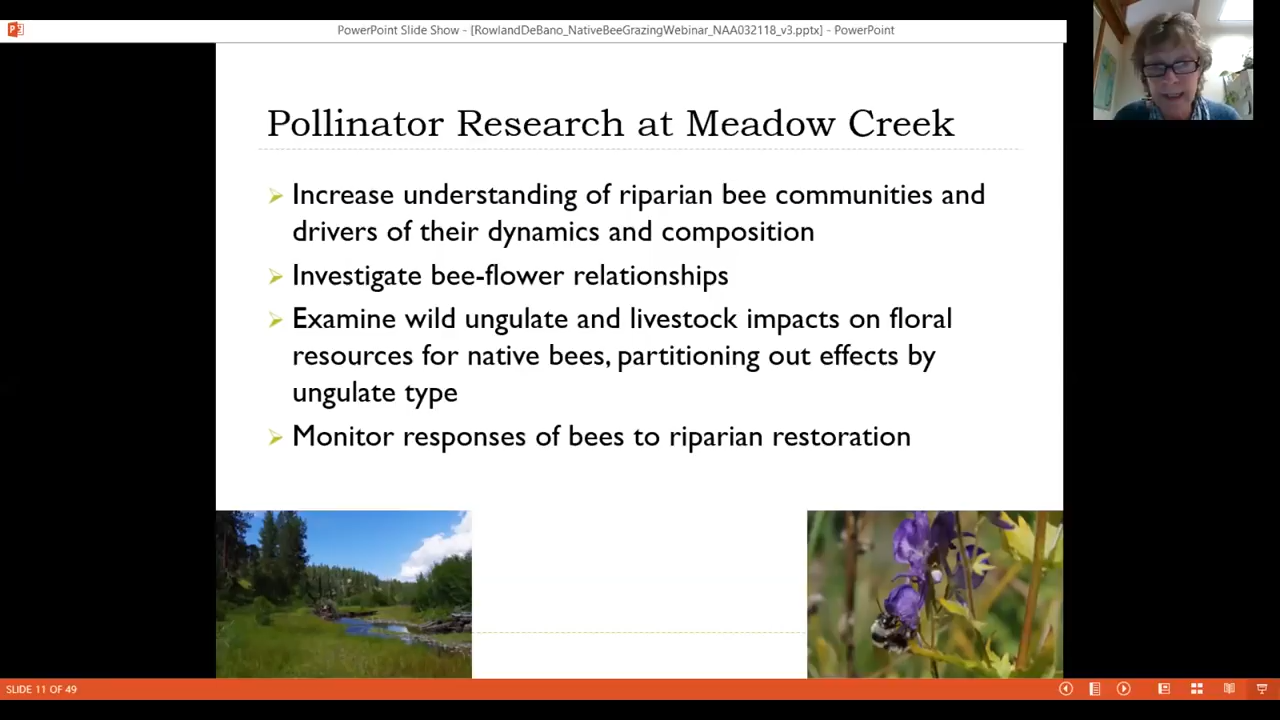 PowerPoint Slide Show - [RowlandDeBano_NativeBeeGrazingWebinar_NAA032118_v3.pptx] - PowerPoint
Pollinator Research at Meadow Creek
Increase understanding of riparian bee communities and
drivers of their dynamics and composition
Investigate bee-flower relationships
Examine wild ungulate and livestock impacts on floral
resources for native bees, partitioning out effects by
ungulate type
Monitor responses of bees to riparian restoration
SLIDE 11 OF 49